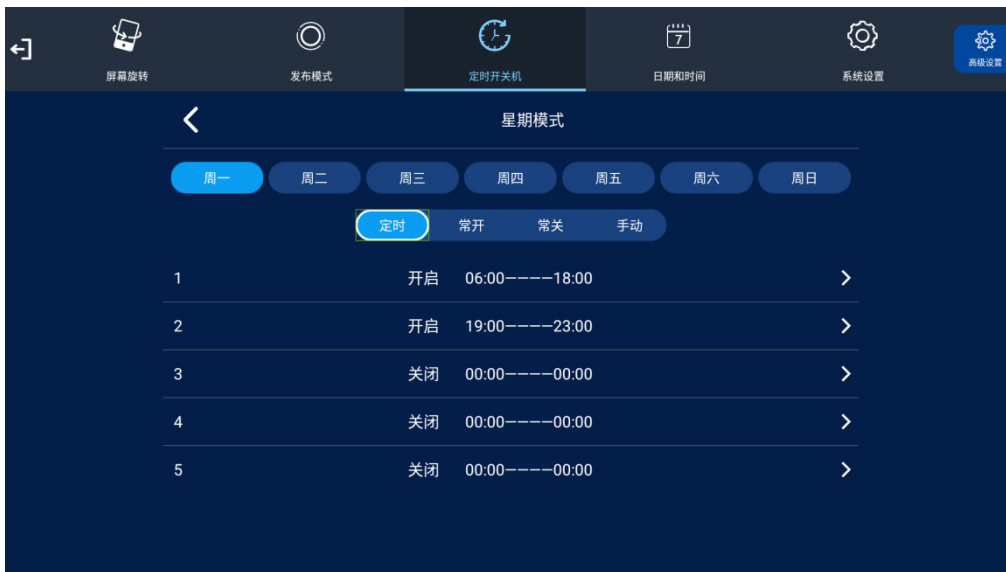 屏幕旋转 发布模式 定时开关机 7 日期和时间 系统设置 高级设置
星期模式
周一 周二 周三 周四 周五 周六 周日
定时 常开 常关 手动
1 开启 06:00————18:00
2 开启 19:00————23:00
3 关闭 00:00————00:00
4 关闭 00:00————00:00
5 关闭 00:00————00:00